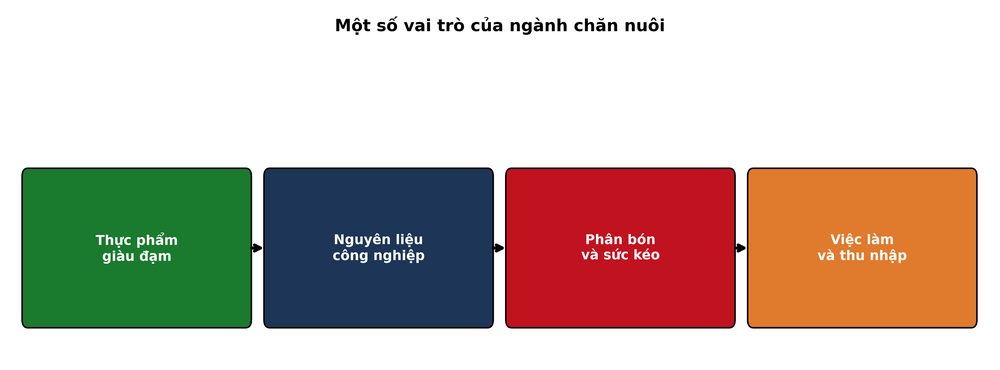 Một số vai trò của ngành chăn nuôi
Thực phẩm
giàu đạm
Nguyên liệu
công nghiệp
Phân bón
và sức kéo
Việc làm
và thu nhập